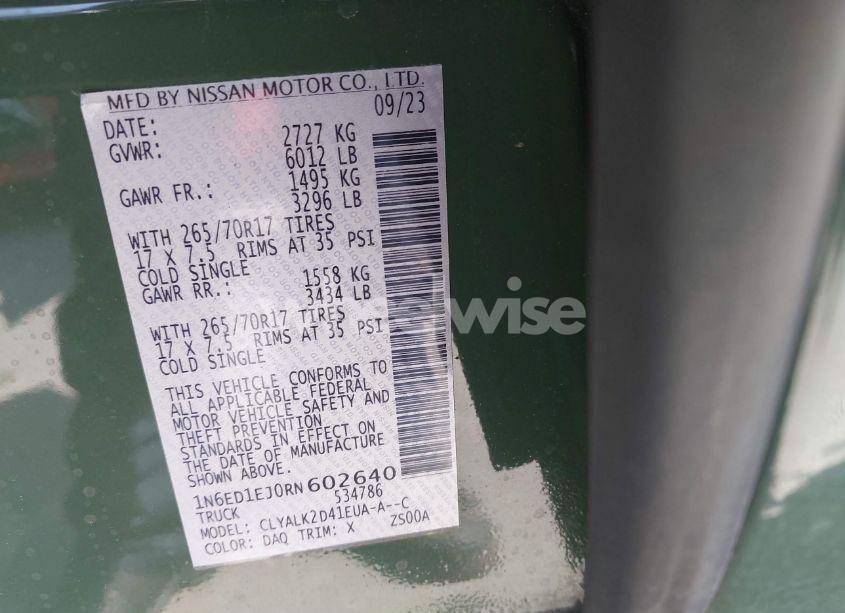 MFD BY NISSAN MOTOR CO., LTD.
DATE: 09/23
GVWR: 2727 KG
6012 LB
GAWR FR.: 1495 KG
3296 LB
WITH 265/70R17 TIRES
17 X 7.5 RIMS AT 35 PSI
COLD SINGLE
GAWR RR.: 1558 KG
3434 LB
WITH 265/70R17 TIRES
17 X 7.5 RIMS AT 35 PSI
COLD SINGLE
THIS VEHICLE CONFORMS TO
ALL APPLICABLE FEDERAL
MOTOR VEHICLE SAFETY AND
THEFT PREVENTION
STANDARDS IN EFFECT ON
THE DATE OF MANUFACTURE
SHOWN ABOVE.
1N6ED1EJ0RN602640
TRUCK 534786
MODEL: CLYALK2D41EUA-A--C
COLOR: DAQ TRIM: X ZS00A